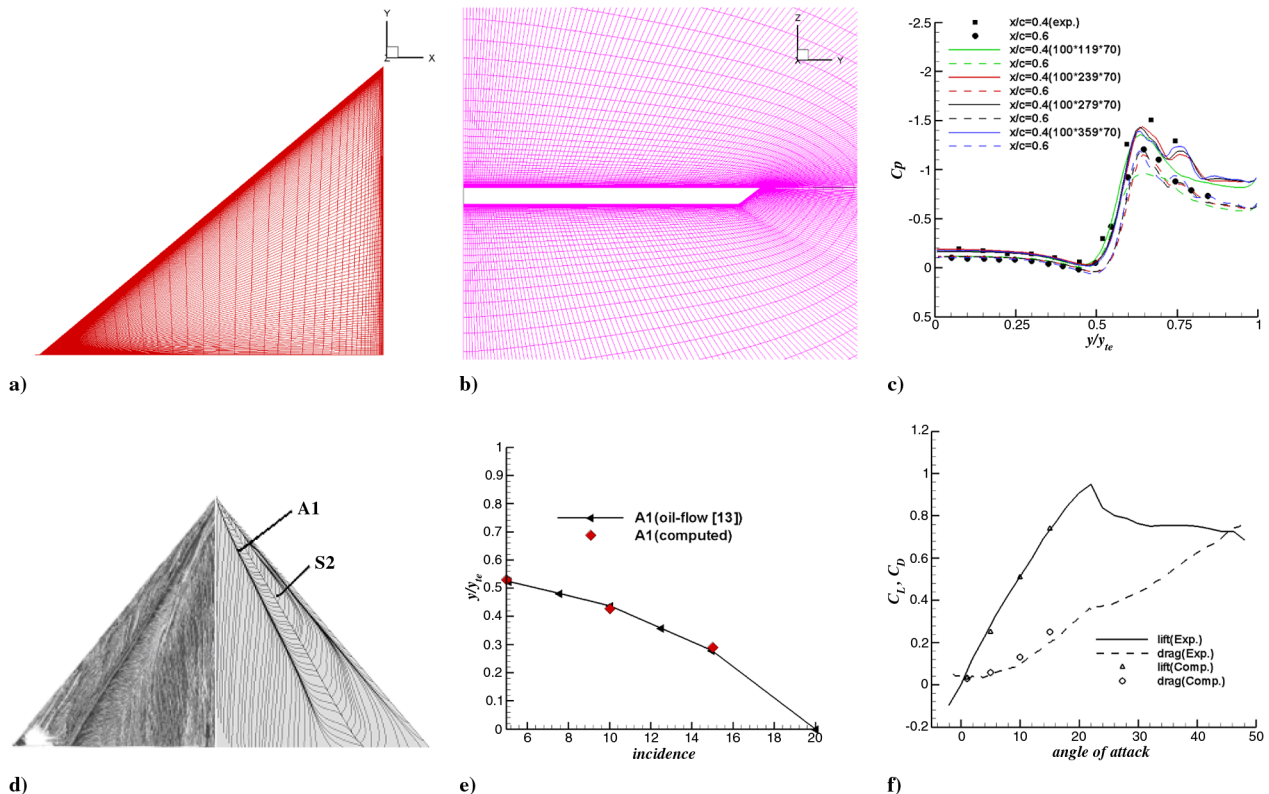 Y
Z
X
a)
Z
X
Y
b)
-2.5
-2
-1.5
-1
-0.5
0
0.5
Cp
x/c=0.4(exp.)
x/c=0.6
x/c=0.4(100*119*70)
x/c=0.6
x/c=0.4(100*239*70)
x/c=0.6
x/c=0.4(100*279*70)
x/c=0.6
x/c=0.4(100*359*70)
x/c=0.6
0 0.25 0.5 0.75 1
y/yte
c)
A1
S2
d)
1
0.9
0.8
0.7
0.6
0.5
0.4
0.3
0.2
0.1
0
y/yte
A1(oil-flow [13])
A1(computed)
6 8 10 12 14 16 18 20
incidence
e)
1.2
1
0.8
0.6
0.4
0.2
0
-0.2
CL, CD
lift(Exp.)
drag(Exp.)
lift(Comp.)
drag(Comp.)
0 10 20 30 40 50
angle of attack
f)